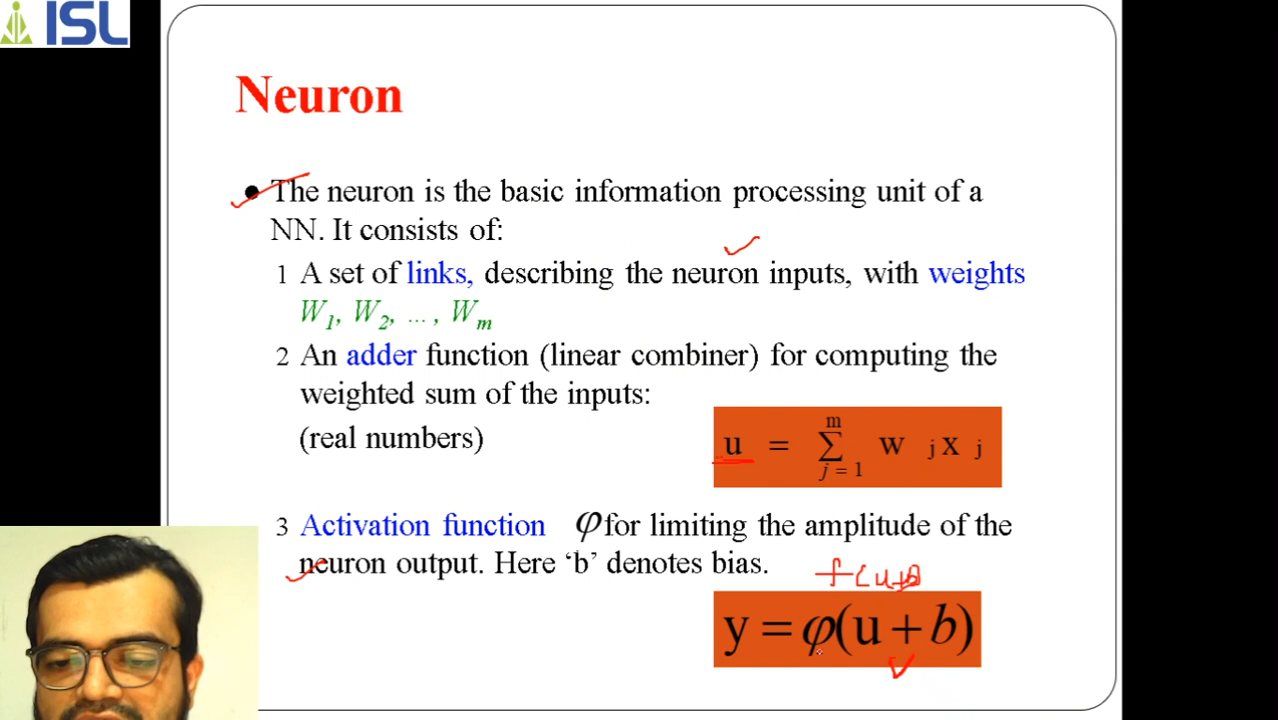 ISL
Neuron
• The neuron is the basic information processing unit of a
NN. It consists of:
1 A set of links, describing the neuron inputs, with weights
W1, W2, …, Wm
2 An adder function (linear combiner) for computing the
weighted sum of the inputs:
(real numbers)
u = m ∑ j = 1 w j x j
3 Activation function φ for limiting the amplitude of the
neuron output. Here ‘b’ denotes bias.
f(u+b)
y = φ(u + b)